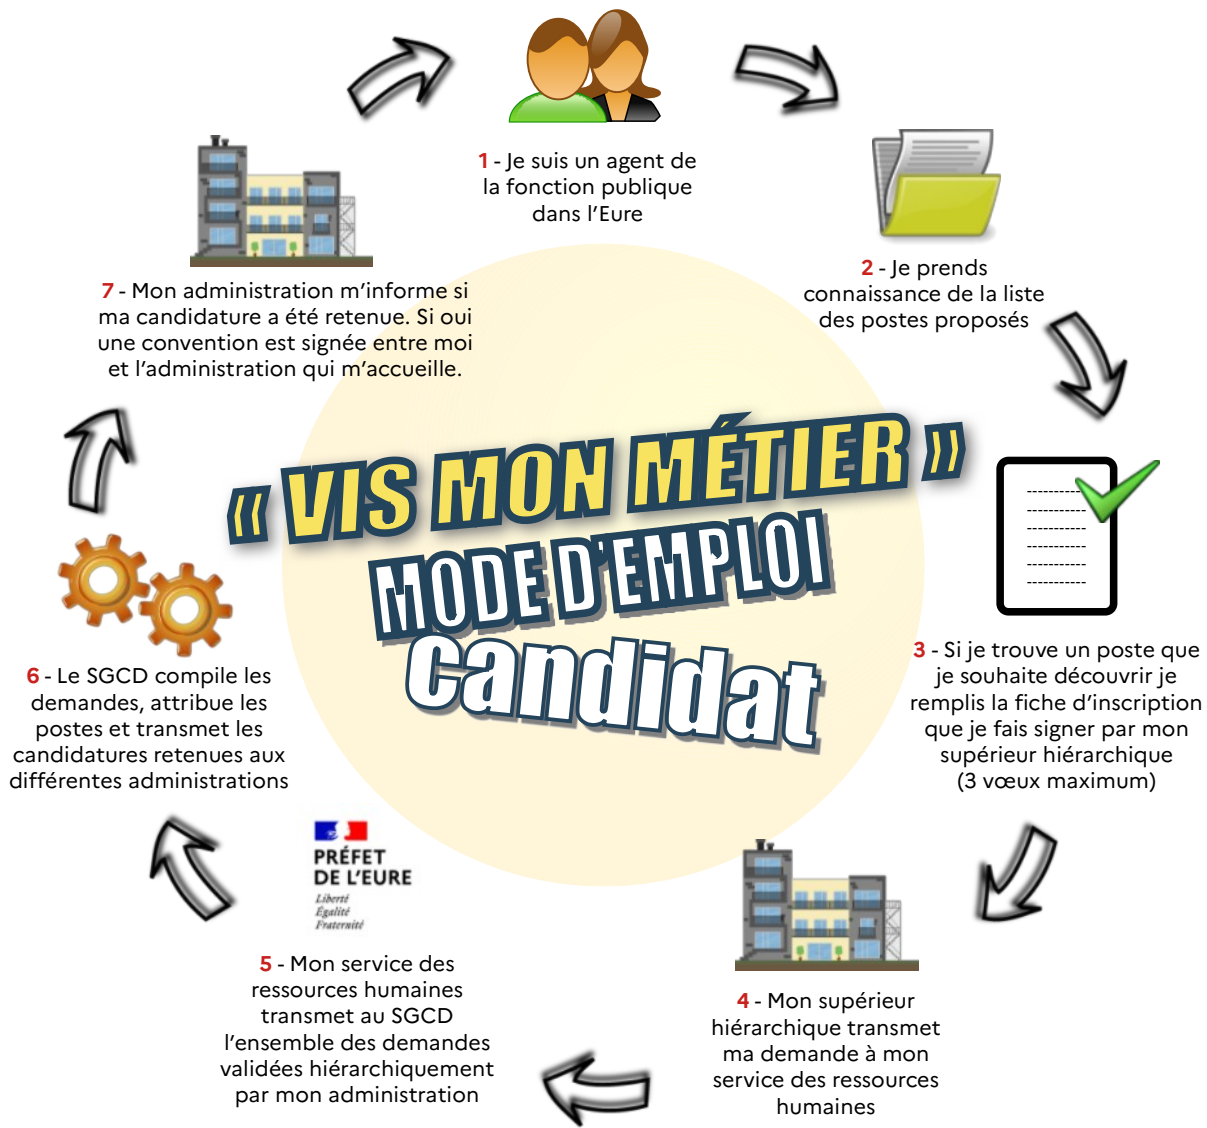 1 - Je suis un agent de
la fonction publique
dans l’Eure
2 - Je prends
connaissance de la liste
des postes proposés
3 - Si je trouve un poste que
je souhaite découvrir je
remplis la fiche d’inscription
que je fais signer par mon
supérieur hiérarchique
(3 vœux maximum)
4 - Mon supérieur
hiérarchique transmet
ma demande à mon
service des ressources
humaines
PRÉFET
DE L’EURE
Liberté
Égalité
Fraternité
5 - Mon service des
ressources humaines
transmet au SGCD
l’ensemble des demandes
validées hiérarchiquement
par mon administration
6 - Le SGCD compile les
demandes, attribue les
postes et transmet les
candidatures retenues aux
différentes administrations
7 - Mon administration m’informe si
ma candidature a été retenue. Si oui
une convention est signée entre moi
et l’administration qui m’accueille.
« VIS MON MÉTIER »
MODE D'EMPLOI
candidat